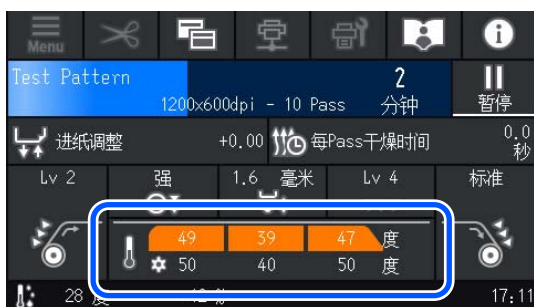 Menu
Test Pattern
1200x600dpi - 10 Pass
2
分钟
暂停
进纸调整
+0.00
每Pass干燥时间
0.0
秒
Lv 2
强
1.6 毫米
Lv 4
标准
49 39 47 度
50 40 50 度
28 度
17:11